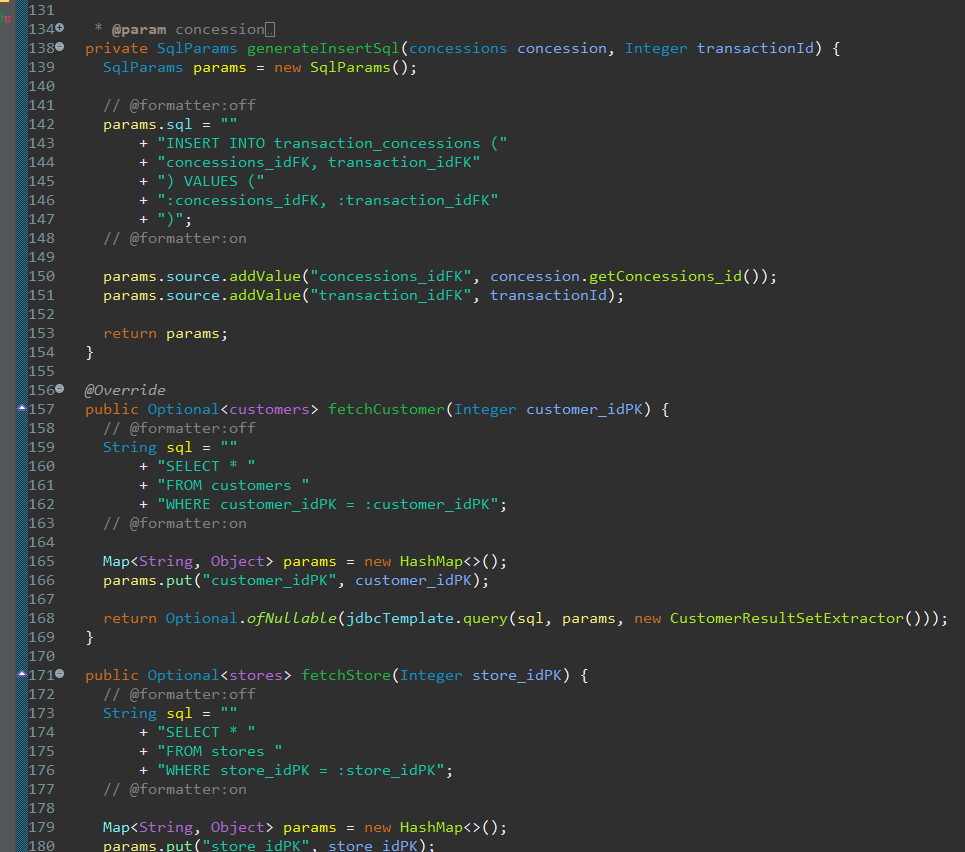 131
134 * @param concession
138 private SqlParams generateInsertSql(concessions concession, Integer transactionId) {
139 SqlParams params = new SqlParams();
140
141 // @formatter:off
142 params.sql = ""
143 + "INSERT INTO transaction_concessions ("
144 + "concessions_idFK, transaction_idFK"
145 + ") VALUES ("
146 + ":concessions_idFK, :transaction_idFK"
147 + ")";
148 // @formatter:on
149
150 params.source.addValue("concessions_idFK", concession.getConcessions_id());
151 params.source.addValue("transaction_idFK", transactionId);
152
153 return params;
154 }
155
156 @Override
157 public Optional<customers> fetchCustomer(Integer customer_idPK) {
158 // @formatter:off
159 String sql = ""
160 + "SELECT * "
161 + "FROM customers "
162 + "WHERE customer_idPK = :customer_idPK";
163 // @formatter:on
164
165 Map<String, Object> params = new HashMap<>();
166 params.put("customer_idPK", customer_idPK);
167
168 return Optional.ofNullable(jdbcTemplate.query(sql, params, new CustomerResultSetExtractor()));
169 }
170
171 public Optional<stores> fetchStore(Integer store_idPK) {
172 // @formatter:off
173 String sql = ""
174 + "SELECT * "
175 + "FROM stores "
176 + "WHERE store_idPK = :store_idPK";
177 // @formatter:on
178
179 Map<String, Object> params = new HashMap<>();
180 params.put("store_idPK", store_idPK);